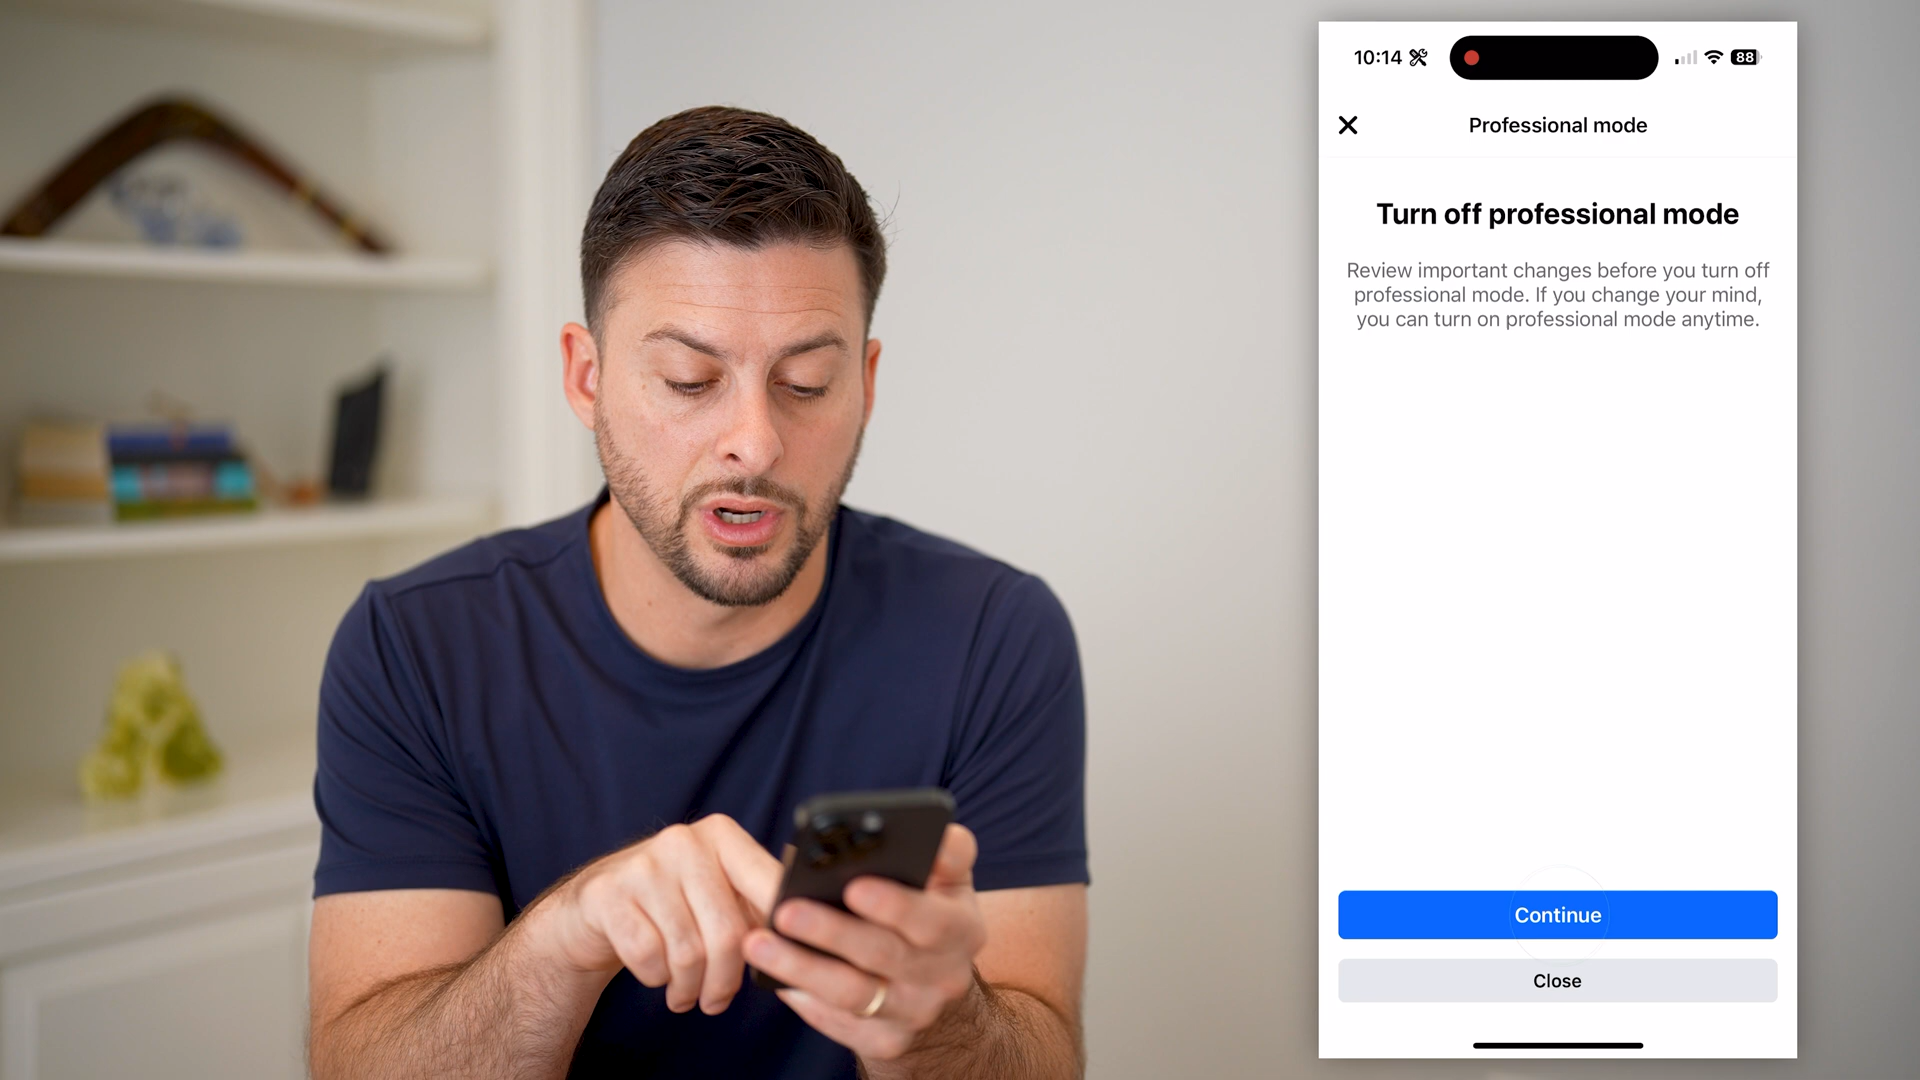 10:14
88
Professional mode
Turn off professional mode
Review important changes before you turn off
professional mode. If you change your mind,
you can turn on professional mode anytime.
Continue
Close